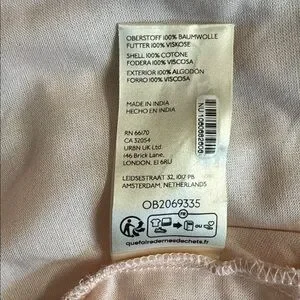 OBERSTOFF 100% BAUMWOLLE
FUTTER 100% VISKOSE
SHELL 100% COTONE
FODERA 100% VISCOSA
EXTERIOR 100% ALGODÓN
FORRO 100% VISCOSA
MADE IN INDIA
HECHO EN INDIA
RN 66170
CA 32054
URBN UK Ltd.
146 Brick Lane,
LONDON, E1 6RU
LEIDSESTRAAT 32, 1017 PB
AMSTERDAM, NETHERLANDS
OB2069335
FR
OU
quefairedemesdechets.fr